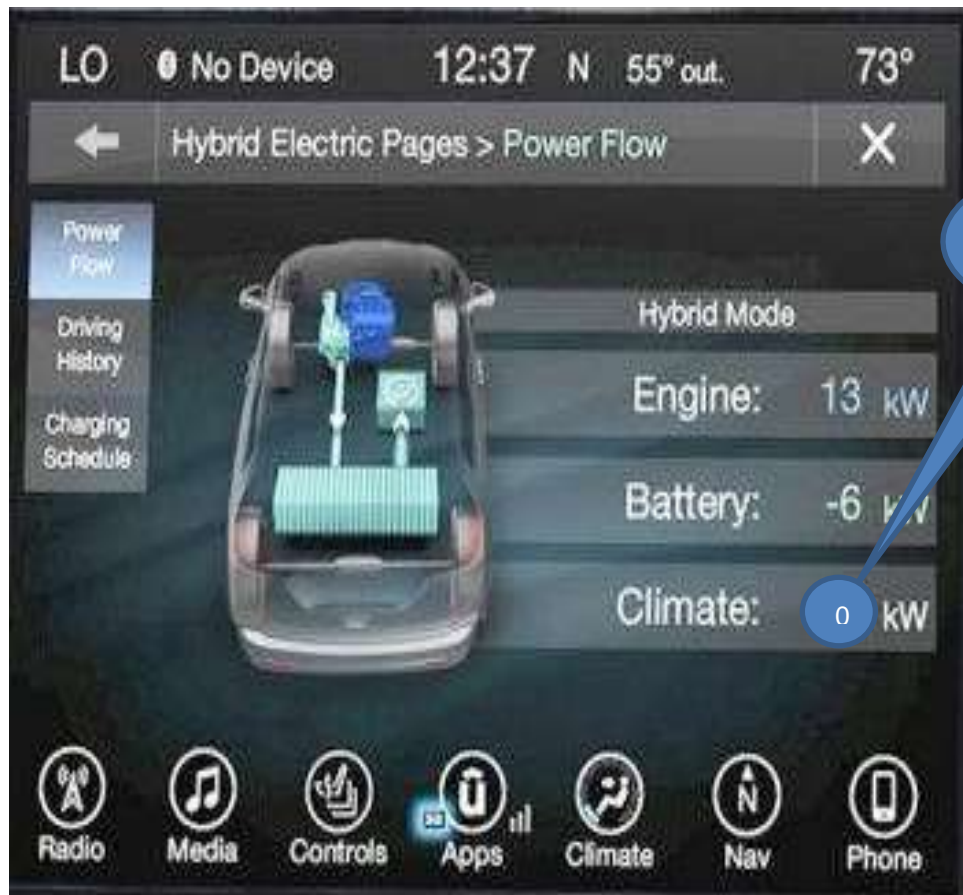 LO No Device 12:37 N 55° out. 73°
Hybrid Electric Pages > Power Flow X
Power
Flow
Driving
History
Charging
Schedule
Hybrid Mode
Engine: 13 kW
Battery: -6 kW
Climate: 0 kW
Radio Media Controls Apps Climate Nav Phone